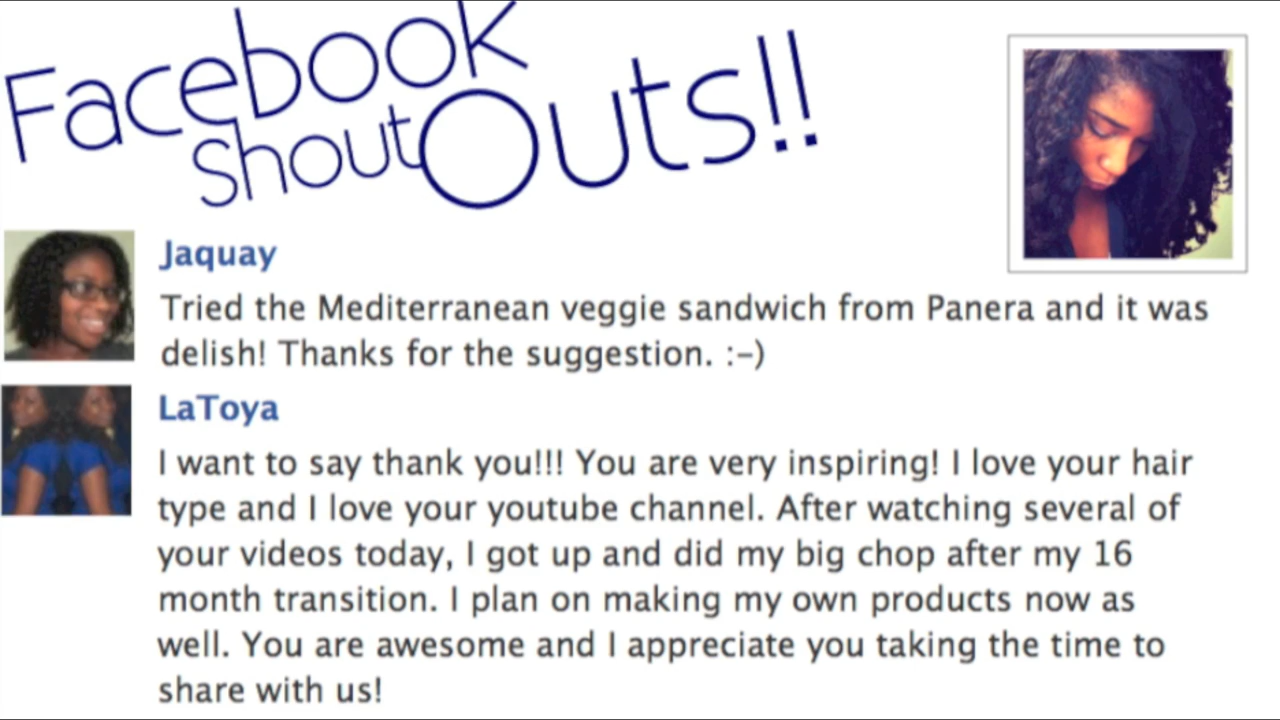 Facebook
shout Outs!!
Jaquay
Tried the Mediterranean veggie sandwich from Panera and it was
delish! Thanks for the suggestion. :-)
LaToya
I want to say thank you!!! You are very inspiring! I love your hair
type and I love your youtube channel. After watching several of
your videos today, I got up and did my big chop after my 16
month transition. I plan on making my own products now as
well. You are awesome and I appreciate you taking the time to
share with us!